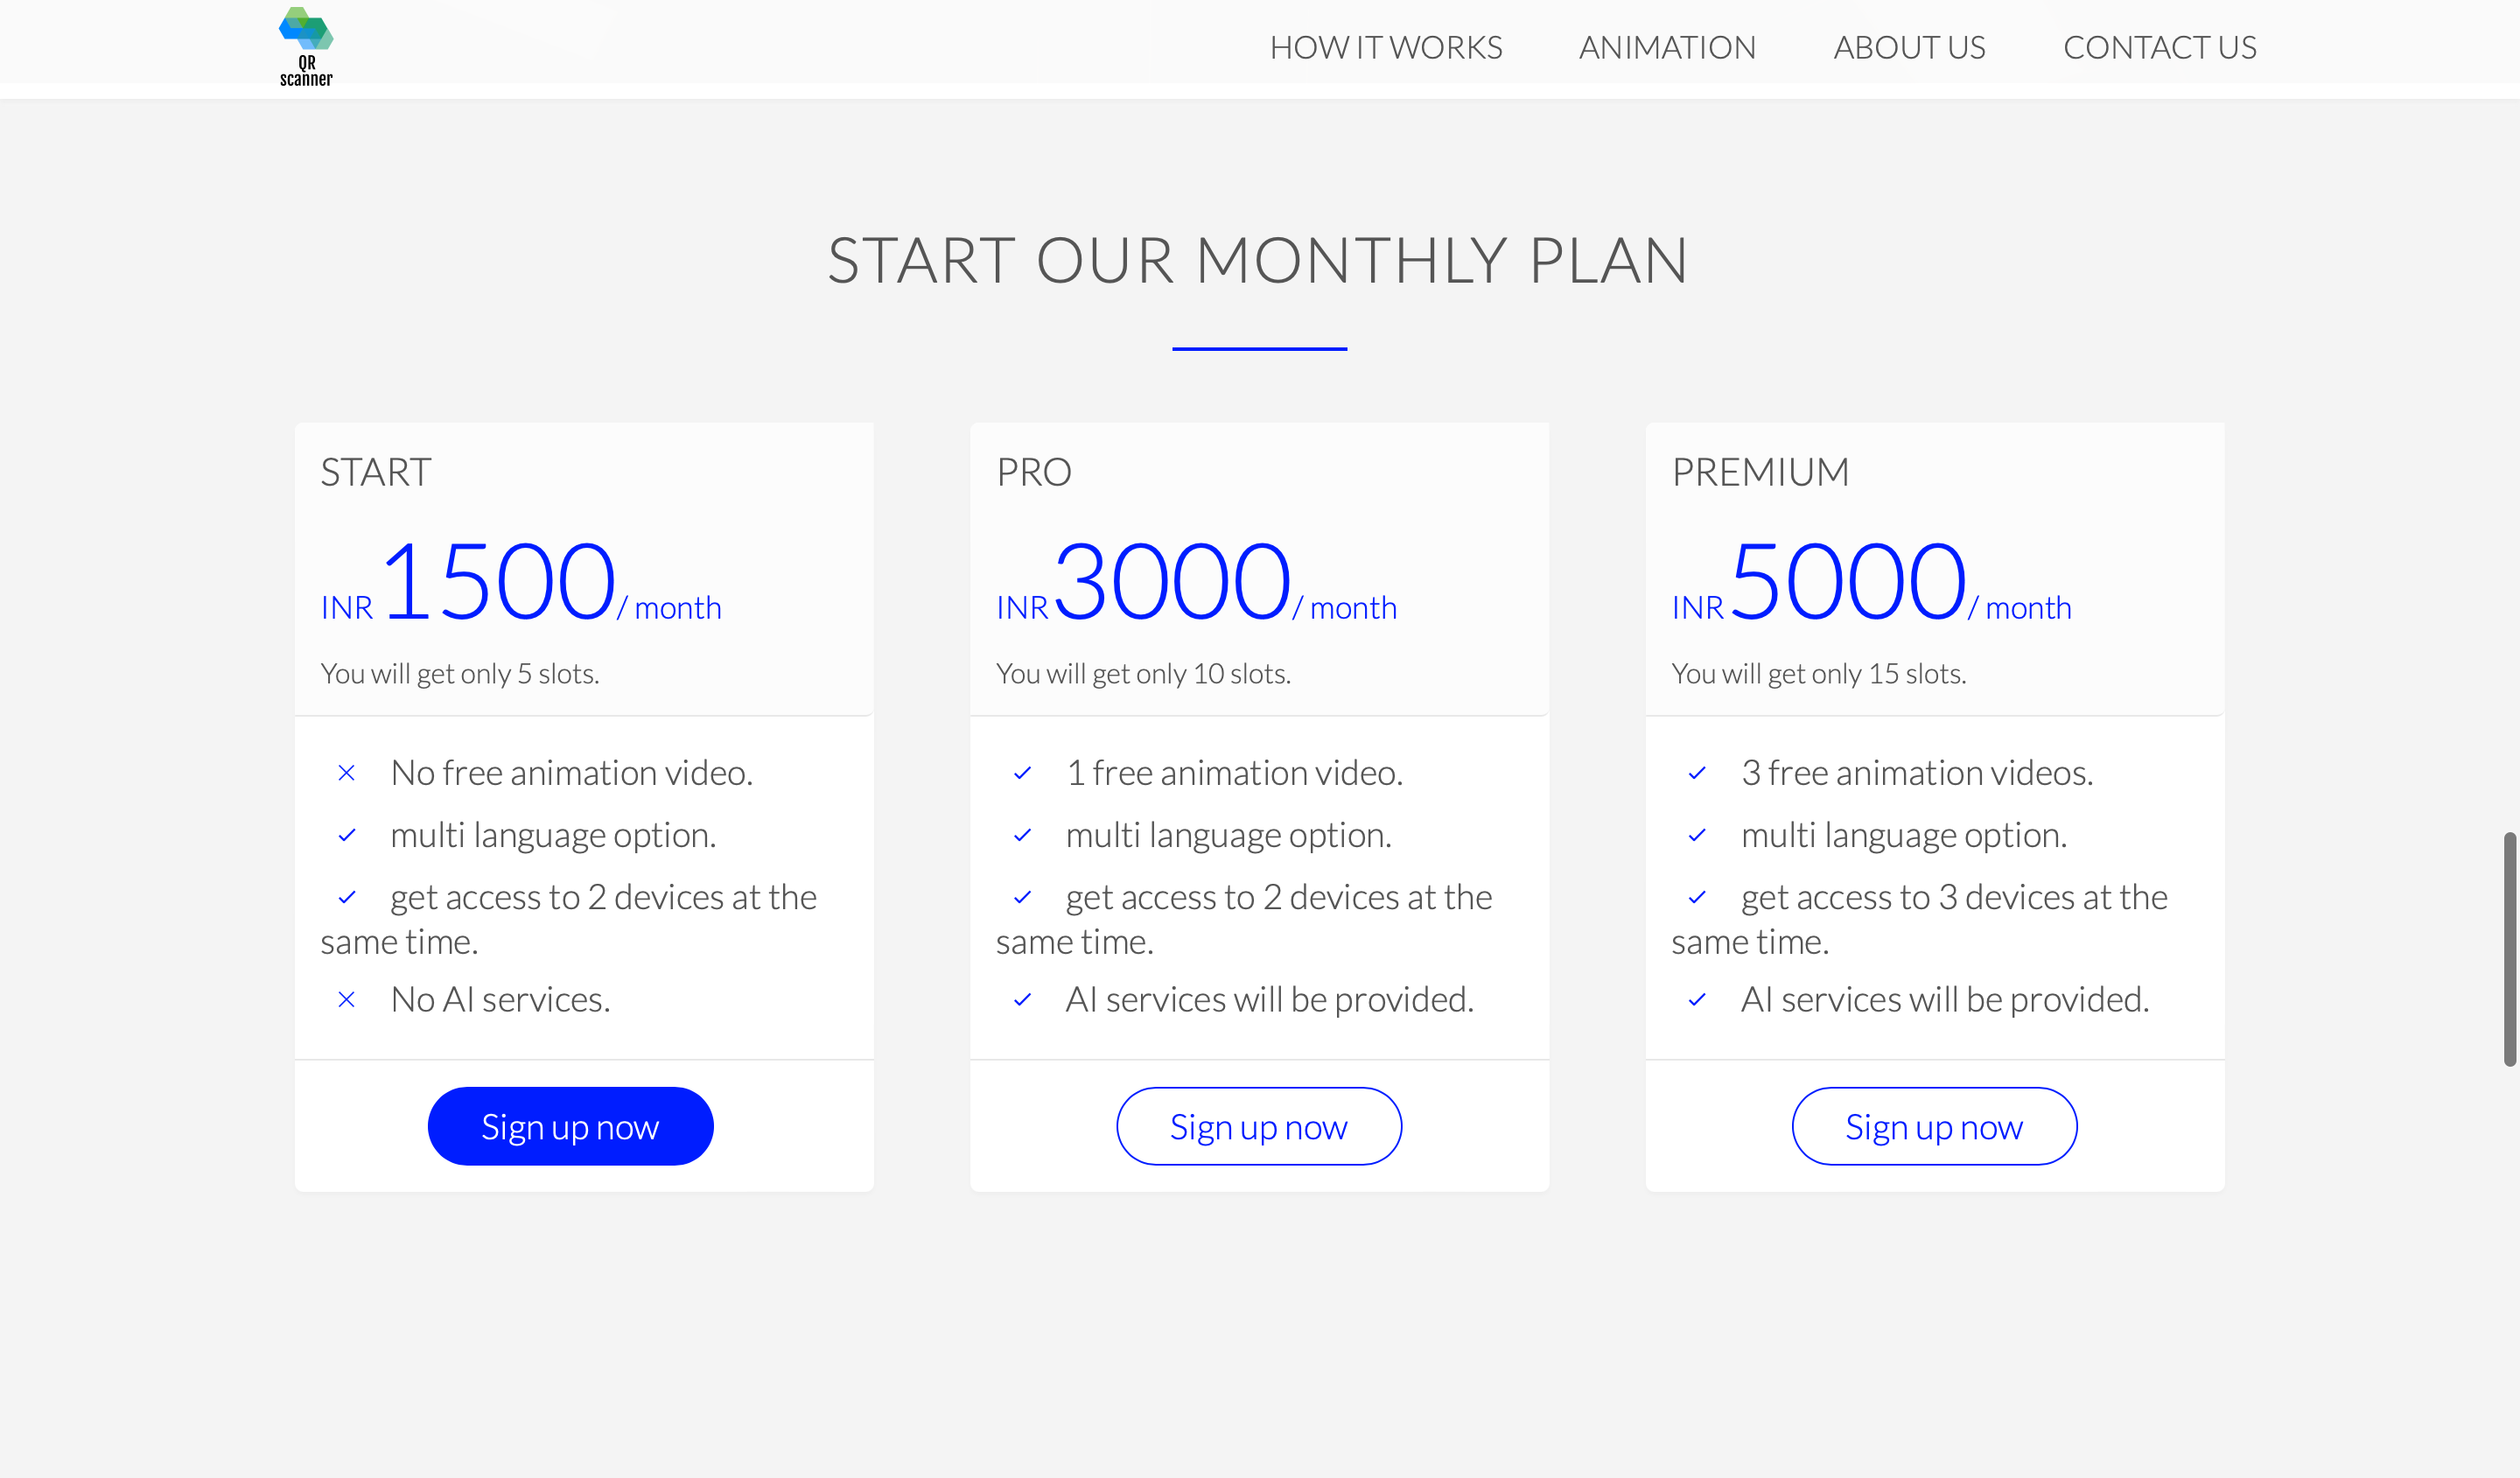 QR
scanner
HOW IT WORKS
ANIMATION
ABOUT US
CONTACT US
START OUR MONTHLY PLAN
START
INR 1500/ month
You will get only 5 slots.
No free animation video.
multi language option.
get access to 2 devices at the
same time.
No AI services.
Sign up now
PRO
INR 3000/ month
You will get only 10 slots.
1 free animation video.
multi language option.
get access to 2 devices at the
same time.
AI services will be provided.
Sign up now
PREMIUM
INR 5000/ month
You will get only 15 slots.
3 free animation videos.
multi language option.
get access to 3 devices at the
same time.
AI services will be provided.
Sign up now